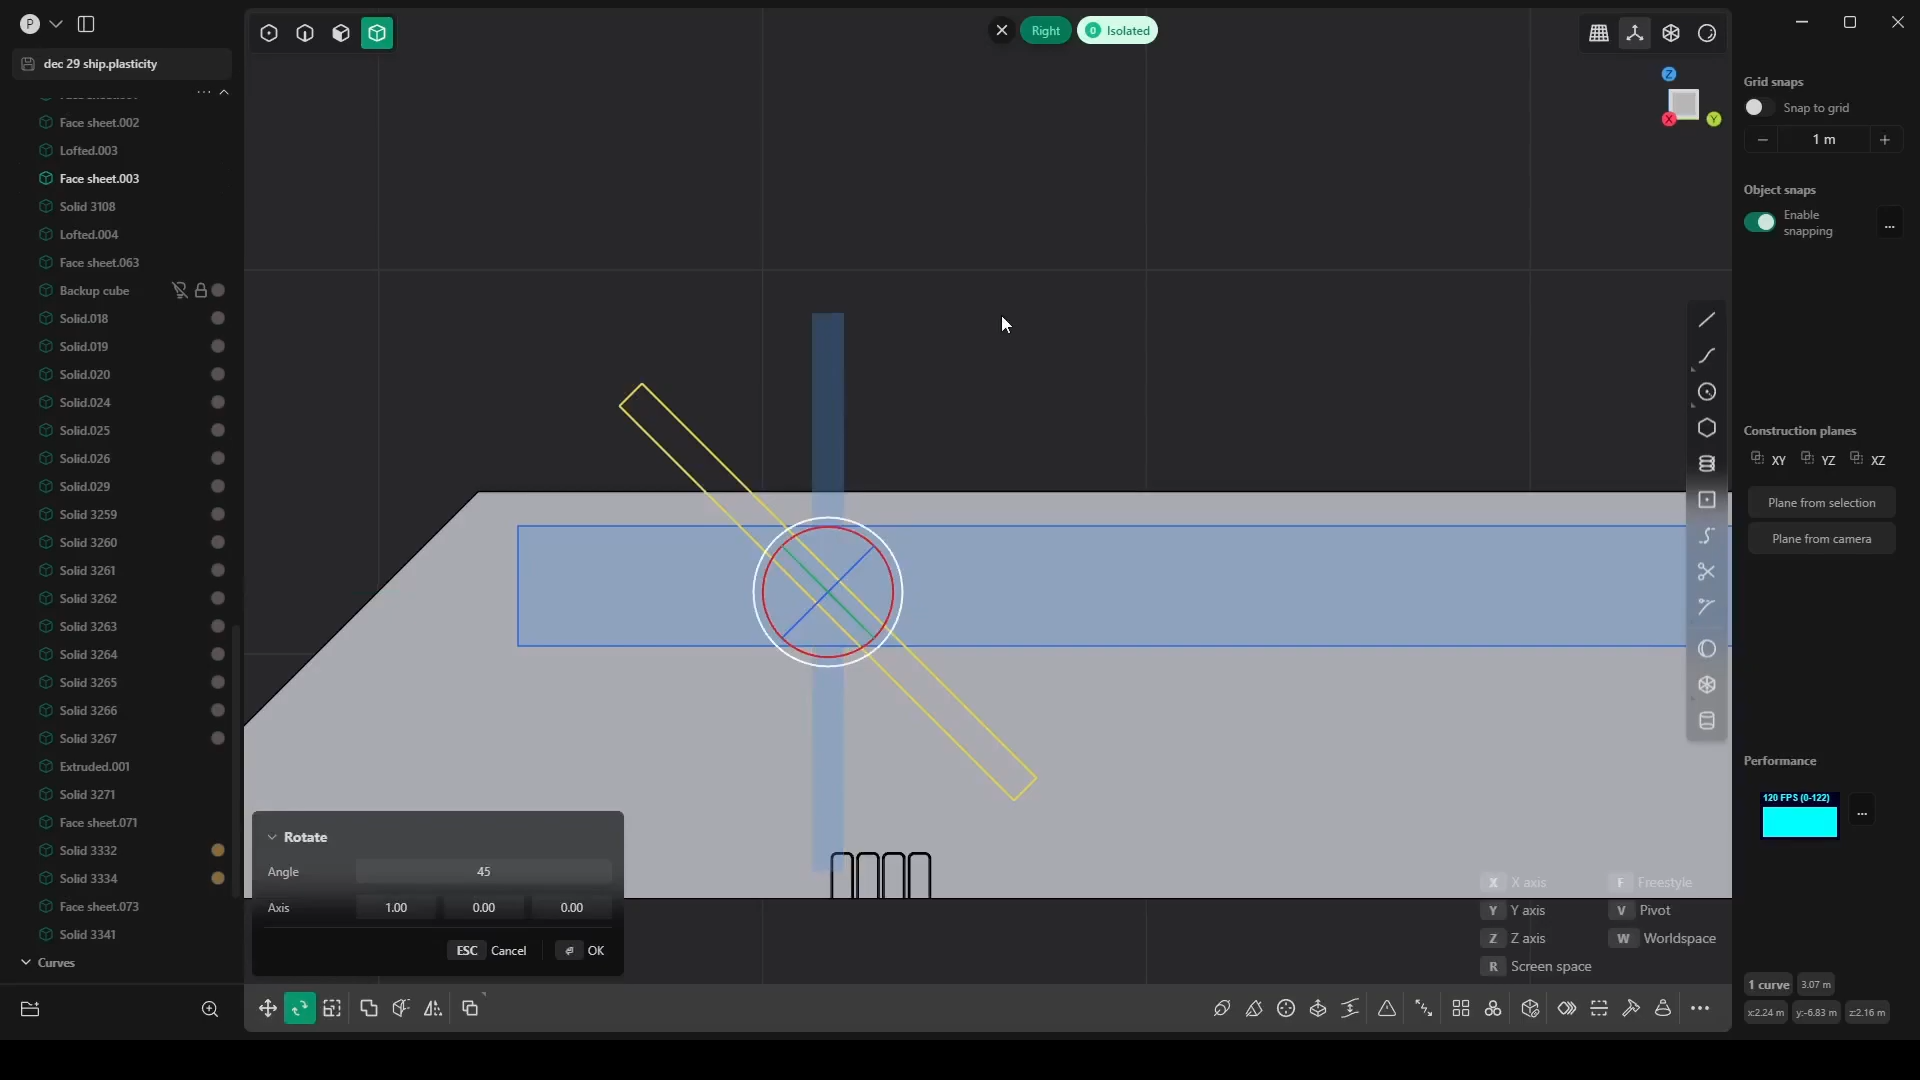 P
dec 29 ship.plasticity
Face sheet.002
Lofted.003
Face sheet.003
Solid 3108
Lofted.004
Face sheet.063
Backup cube
Solid.018
Solid.019
Solid.020
Solid.024
Solid.025
Solid.026
Solid.029
Solid 3259
Solid 3260
Solid 3261
Solid 3262
Solid 3263
Solid 3264
Solid 3265
Solid 3266
Solid 3267
Extruded.001
Solid 3271
Face sheet.071
Solid 3332
Solid 3334
Face sheet.073
Solid 3341
Curves
Right
0 Isolated
Z
X
Y
Rotate
Angle 45
Axis 1.00 0.00 0.00
ESC Cancel OK
X X axis F Freestyle
Y Y axis V Pivot
Z Z axis W Worldspace
R Screen space
Grid snaps
Snap to grid
1 m
Object snaps
Enable
snapping
...
Construction planes
XY YZ XZ
Plane from selection
Plane from camera
Performance
120 FPS (0-122)
...
1 curve 3.07 m
x:2.24 m y:-6.83 m z:2.16 m